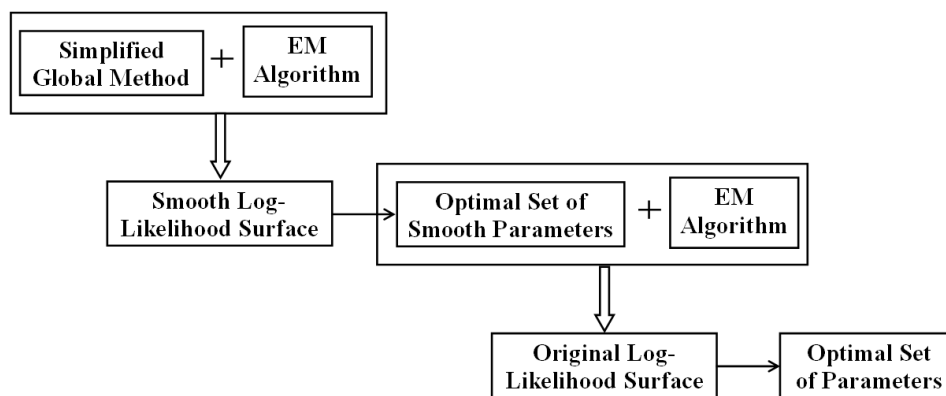 Simplified
Global Method
+
EM
Algorithm
Smooth Log-
Likelihood Surface
Optimal Set of
Smooth Parameters
+
EM
Algorithm
Original Log-
Likelihood Surface
Optimal Set
of Parameters